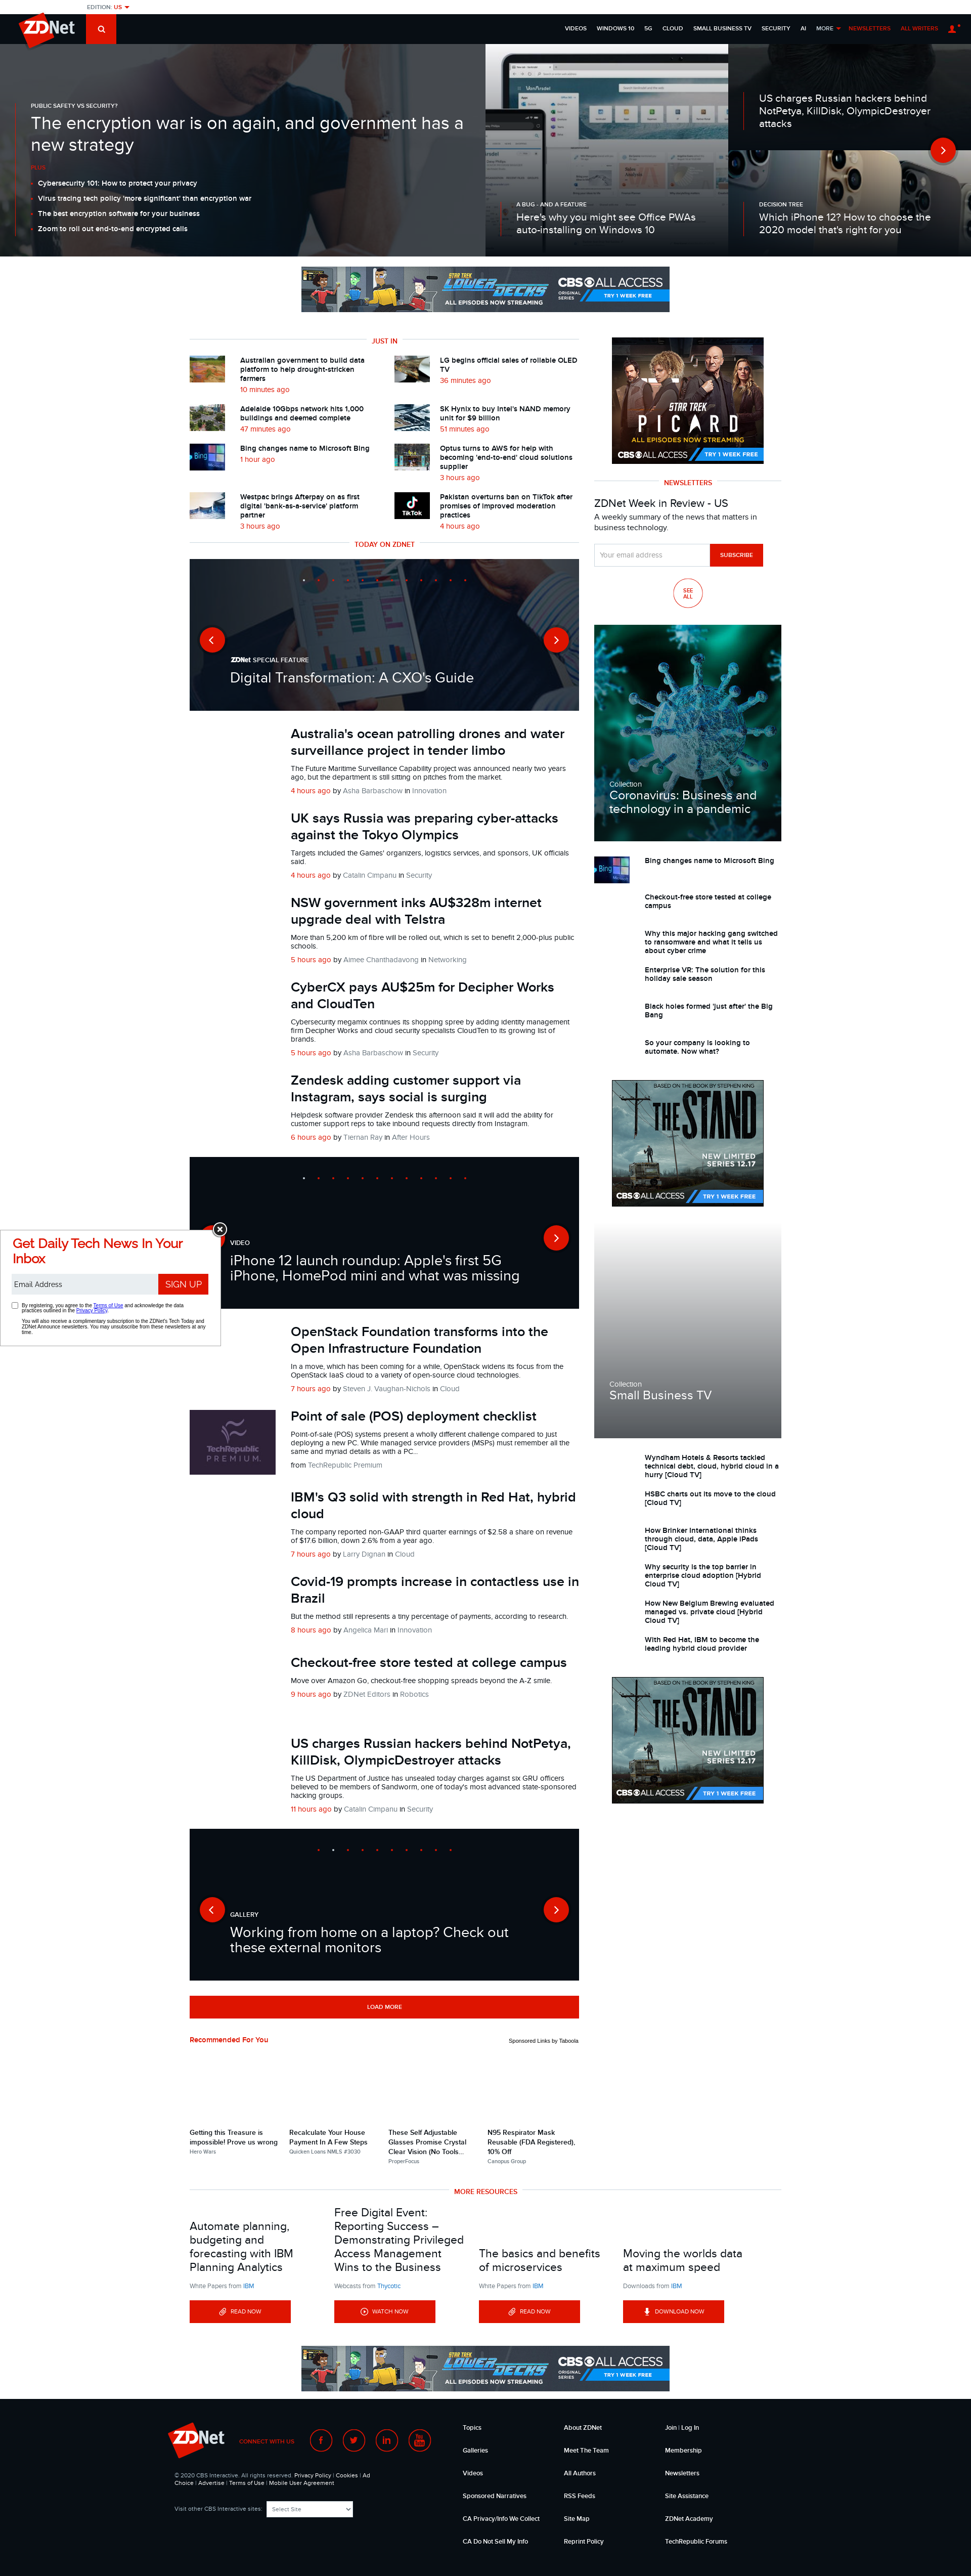 EDITION: US
ZDNet
VIDEOS WINDOWS 10 5G CLOUD SMALL BUSINESS TV SECURITY AI MORE NEWSLETTERS ALL WRITERS
PUBLIC SAFETY VS SECURITY?
The encryption war is on again, and government has a
new strategy
PLUS
Cybersecurity 101: How to protect your privacy
Virus tracing tech policy 'more significant' than encryption war
The best encryption software for your business
Zoom to roll out end-to-end encrypted calls
A BUG - AND A FEATURE
Here's why you might see Office PWAs
auto-installing on Windows 10
US charges Russian hackers behind
NotPetya, KillDisk, OlympicDestroyer
attacks
DECISION TREE
Which iPhone 12? How to choose the
2020 model that's right for you
STAR TREK
LOWER DECKS
ALL EPISODES NOW STREAMING
CBS ALL ACCESS
ORIGINAL SERIES
TRY 1 WEEK FREE
JUST IN
Australian government to build data
platform to help drought-stricken
farmers
10 minutes ago
LG begins official sales of rollable OLED
TV
36 minutes ago
Adelaide 10Gbps network hits 1,000
buildings and deemed complete
47 minutes ago
SK Hynix to buy Intel's NAND memory
unit for $9 billion
51 minutes ago
Bing
Bing changes name to Microsoft Bing
1 hour ago
Optus turns to AWS for help with
becoming 'end-to-end' cloud solutions
supplier
3 hours ago
Westpac brings Afterpay on as first
digital 'bank-as-a-service' platform
partner
3 hours ago
TikTok
Pakistan overturns ban on TikTok after
promises of improved moderation
practices
4 hours ago
STAR TREK
PICARD
ALL EPISODES NOW STREAMING
CBS ALL ACCESS TRY 1 WEEK FREE
NEWSLETTERS
ZDNet Week in Review - US
A weekly summary of the news that matters in
business technology.
Your email address
SUBSCRIBE
SEE
ALL
TODAY ON ZDNET
ZDNet SPECIAL FEATURE
Digital Transformation: A CXO's Guide
Australia's ocean patrolling drones and water
surveillance project in tender limbo
The Future Maritime Surveillance Capability project was announced nearly two years
ago, but the department is still sitting on pitches from the market.
4 hours ago by Asha Barbaschow in Innovation
UK says Russia was preparing cyber-attacks
against the Tokyo Olympics
Targets included the Games' organizers, logistics services, and sponsors, UK officials
said.
4 hours ago by Catalin Cimpanu in Security
NSW government inks AU$328m internet
upgrade deal with Telstra
More than 5,200 km of fibre will be rolled out, which is set to benefit 2,000-plus public
schools.
5 hours ago by Aimee Chanthadavong in Networking
CyberCX pays AU$25m for Decipher Works
and CloudTen
Cybersecurity megamix continues its shopping spree by adding identity management
firm Decipher Works and cloud security specialists CloudTen to its growing list of
brands.
5 hours ago by Asha Barbaschow in Security
Zendesk adding customer support via
Instagram, says social is surging
Helpdesk software provider Zendesk this afternoon said it will add the ability for
customer support reps to take inbound requests directly from Instagram.
6 hours ago by Tiernan Ray in After Hours
Collection
Coronavirus: Business and
technology in a pandemic
Bing
Bing changes name to Microsoft Bing
Checkout-free store tested at college
campus
Why this major hacking gang switched
to ransomware and what it tells us
about cyber crime
Enterprise VR: The solution for this
holiday sale season
Black holes formed 'just after' the Big
Bang
So your company is looking to
automate. Now what?
BASED ON THE BOOK BY STEPHEN KING
THE STAND
NEW LIMITED
SERIES 12.17
CBS ALL ACCESS TRY 1 WEEK FREE
VIDEO
iPhone 12 launch roundup: Apple's first 5G
iPhone, HomePod mini and what was missing
Get Daily Tech News In Your
Inbox
Email Address
SIGN UP
By registering, you agree to the Terms of Use and acknowledge the data
practices outlined in the Privacy Policy.
You will also receive a complimentary subscription to the ZDNet's Tech Today and
ZDNet Announce newsletters. You may unsubscribe from these newsletters at any
time.
OpenStack Foundation transforms into the
Open Infrastructure Foundation
In a move, which has been coming for a while, OpenStack widens its focus from the
OpenStack IaaS cloud to a variety of open-source cloud technologies.
7 hours ago by Steven J. Vaughan-Nichols in Cloud
TechRepublic
PREMIUM.
Point of sale (POS) deployment checklist
Point-of-sale (POS) systems present a wholly different challenge compared to just
deploying a new PC. While managed service providers (MSPs) must remember all the
same and myriad details as with a PC...
from TechRepublic Premium
IBM's Q3 solid with strength in Red Hat, hybrid
cloud
The company reported non-GAAP third quarter earnings of $2.58 a share on revenue
of $17.6 billion, down 2.6% from a year ago.
7 hours ago by Larry Dignan in Cloud
Covid-19 prompts increase in contactless use in
Brazil
But the method still represents a tiny percentage of payments, according to research.
8 hours ago by Angelica Mari in Innovation
Checkout-free store tested at college campus
Move over Amazon Go, checkout-free shopping spreads beyond the A-Z smile.
9 hours ago by ZDNet Editors in Robotics
US charges Russian hackers behind NotPetya,
KillDisk, OlympicDestroyer attacks
The US Department of Justice has unsealed today charges against six GRU officers
believed to be members of Sandworm, one of today's most advanced state-sponsored
hacking groups.
11 hours ago by Catalin Cimpanu in Security
Collection
Small Business TV
Wyndham Hotels & Resorts tackled
technical debt, cloud, hybrid cloud in a
hurry [Cloud TV]
HSBC charts out its move to the cloud
[Cloud TV]
How Brinker International thinks
through cloud, data, Apple iPads
[Cloud TV]
Why security is the top barrier in
enterprise cloud adoption [Hybrid
Cloud TV]
How New Belgium Brewing evaluated
managed vs. private cloud [Hybrid
Cloud TV]
With Red Hat, IBM to become the
leading hybrid cloud provider
BASED ON THE BOOK BY STEPHEN KING
THE STAND
NEW LIMITED
SERIES 12.17
CBS ALL ACCESS TRY 1 WEEK FREE
GALLERY
Working from home on a laptop? Check out
these external monitors
LOAD MORE
Recommended For You
Sponsored Links by Taboola
Getting this Treasure is
impossible! Prove us wrong
Hero Wars
Recalculate Your House
Payment In A Few Steps
Quicken Loans NMLS #3030
These Self Adjustable
Glasses Promise Crystal
Clear Vision (No Tools...
ProperFocus
N95 Respirator Mask
Reusable (FDA Registered),
10% Off
Canopus Group
MORE RESOURCES
Automate planning,
budgeting and
forecasting with IBM
Planning Analytics
White Papers from IBM
READ NOW
Free Digital Event:
Reporting Success –
Demonstrating Privileged
Access Management
Wins to the Business
Webcasts from Thycotic
WATCH NOW
The basics and benefits
of microservices
White Papers from IBM
READ NOW
Moving the worlds data
at maximum speed
Downloads from IBM
DOWNLOAD NOW
STAR TREK
LOWER DECKS
ALL EPISODES NOW STREAMING
CBS ALL ACCESS
ORIGINAL SERIES
TRY 1 WEEK FREE
ZDNet
CONNECT WITH US
© 2020 CBS Interactive. All rights reserved. Privacy Policy | Cookies | Ad
Choice | Advertise | Terms of Use | Mobile User Agreement
Visit other CBS Interactive sites: Select Site
Topics
Galleries
Videos
Sponsored Narratives
CA Privacy/Info We Collect
CA Do Not Sell My Info
About ZDNet
Meet The Team
All Authors
RSS Feeds
Site Map
Reprint Policy
Join | Log In
Membership
Newsletters
Site Assistance
ZDNet Academy
TechRepublic Forums